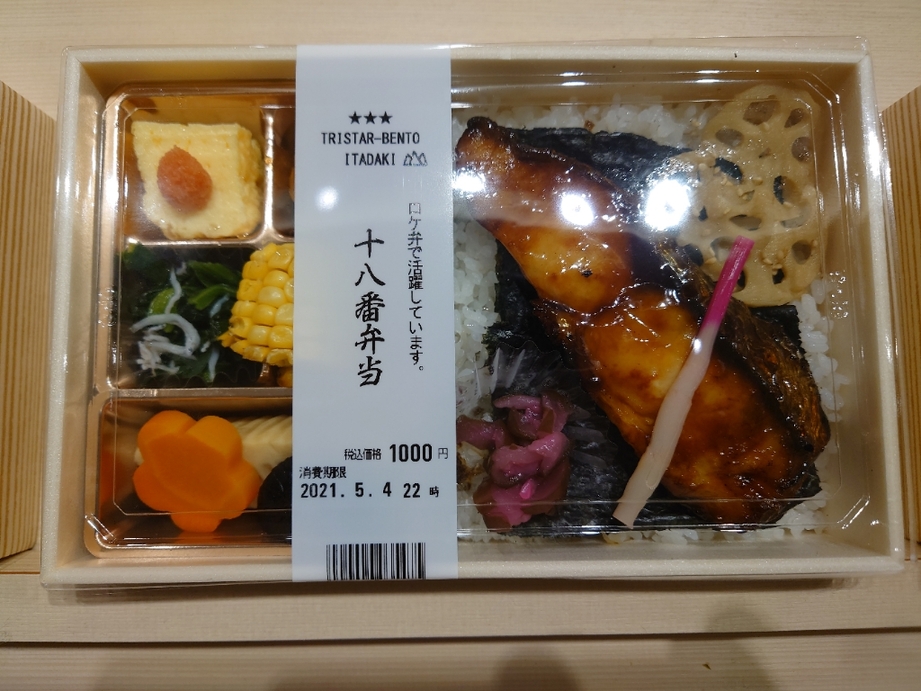 ★★★
TRISTAR-BENTO
ITADAKI
ロケ弁で活躍しています。
十八番弁当
税込価格 1000 円
消費期限
2021. 5. 4 22 時